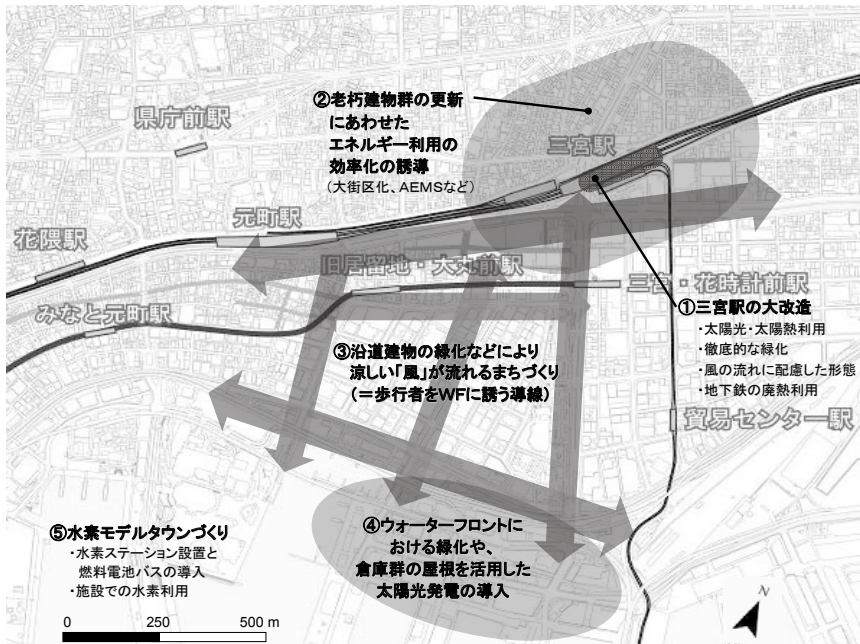 ②老朽建物群の更新
にあわせた
エネルギー利用の
効率化の誘導
（大街区化、AEMSなど）
県庁前駅
三宮駅
元町駅
花隈駅
旧居留地・大丸前駅
三宮・花時計前駅
みなと元町駅
①三宮駅の大改造
・太陽光・太陽熱利用
・徹底的な緑化
・風の流れに配慮した形態
・地下鉄の廃熱利用
③沿道建物の緑化などにより
涼しい「風」が流れるまちづくり
（＝歩行者をWFに誘う導線）
貿易センター駅
④ウォーターフロントに
おける緑化や、
倉庫群の屋根を活用した
太陽光発電の導入
⑤水素モデルタウンづくり
・水素ステーション設置と
燃料電池バスの導入
・施設での水素利用
0 250 500 m
N